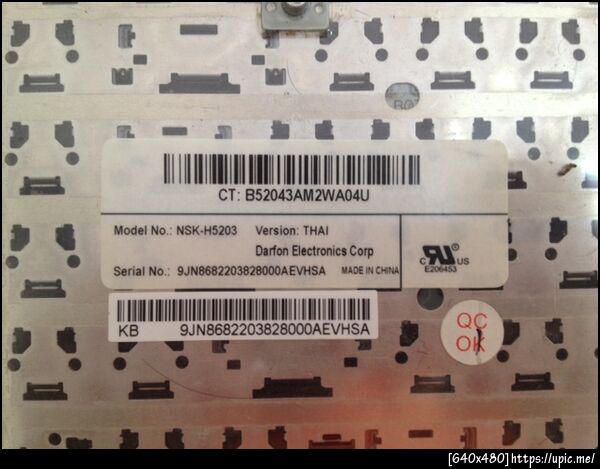 CT: B52043AM2WA04U
Model No.: NSK-H5203 Version: THAI
Darfon Electronics Corp
Serial No.: 9JN8682203828000AEVHSA MADE IN CHINA
C US
E206453
KB 9JN8682203828000AEVHSA
QC
OK
[640x480]https://upic.me/